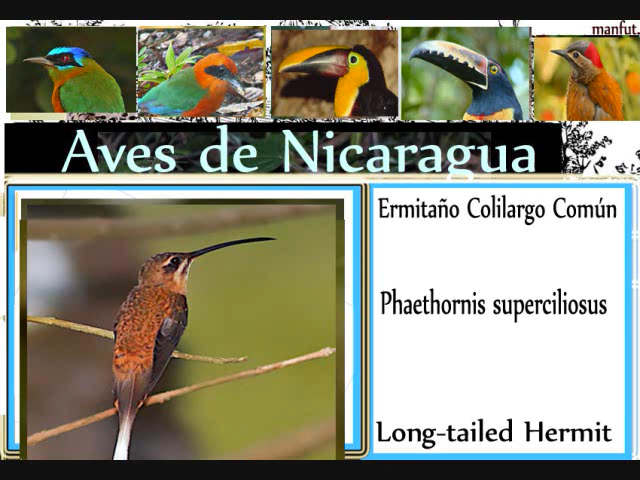 manfut.
Aves de Nicaragua
Ermitaño Colilargo Común
Phaethornis superciliosus
Long-tailed Hermit